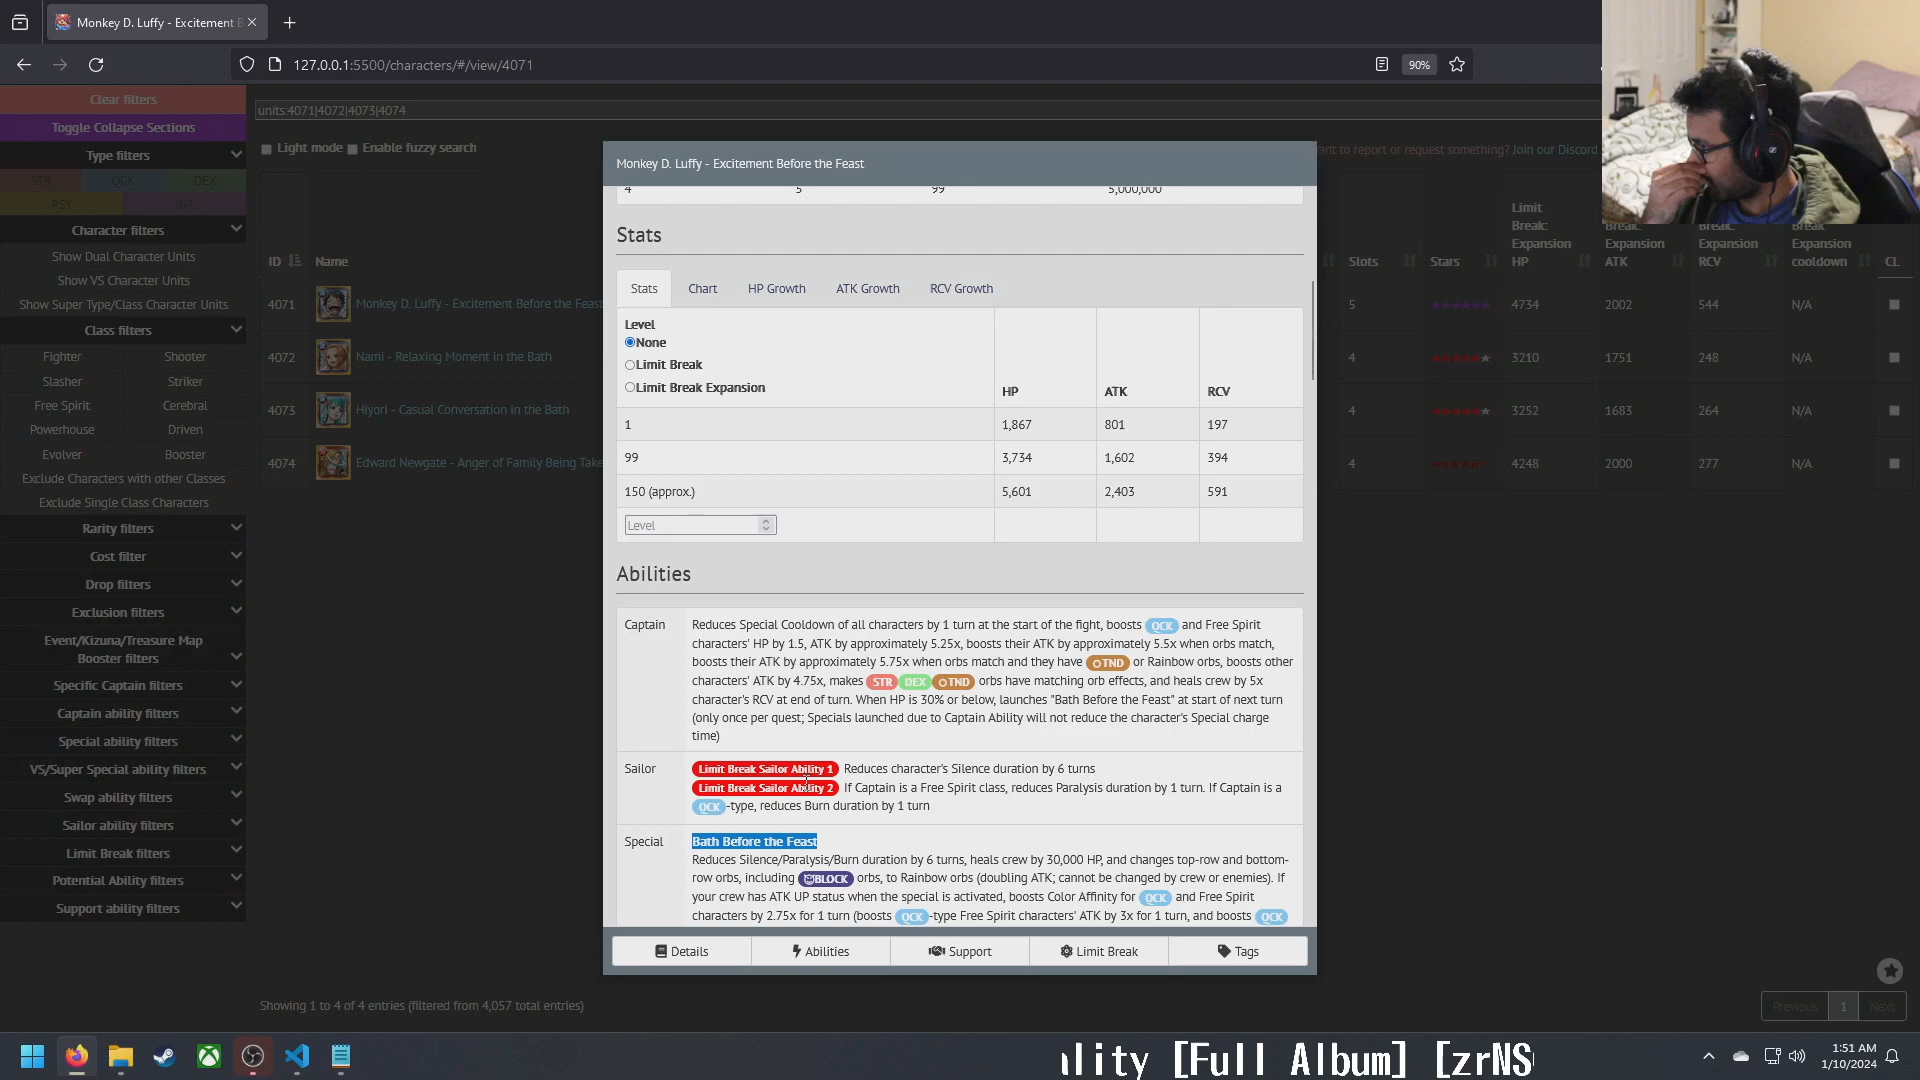 Monkey D. Luffy - Excitement B
127.0.0.1:5500/characters/#/view/4071
90%
Clear filters
units:4071|4072|4073|4074
Toggle Collapse Sections
Light mode
Enable fuzzy search
want to report or request something? Join our Discord
Type filters
STR
QCK
DEX
PSY
INT
Character filters
Show Dual Character Units
Show VS Character Units
Show Super Type/Class Character Units
Class filters
Fighter
Shooter
Slasher
Striker
Free Spirit
Cerebral
Powerhouse
Driven
Evolver
Booster
Exclude Characters with other Classes
Exclude Single Class Characters
Rarity filters
Cost filter
Drop filters
Exclusion filters
Event/Kizuna/Treasure Map
Booster filters
Specific Captain filters
Captain ability filters
Special ability filters
VS/Super Special ability filters
Swap ability filters
Sailor ability filters
Limit Break filters
Potential Ability filters
Support ability filters
ID
Name
Slots
Stars
Limit
Break:
Expansion
HP
Break:
Expansion
ATK
Break:
Expansion
RCV
Break
Expansion
cooldown
CL
4071
Monkey D. Luffy - Excitement Before the Feast
5
4734
2002
544
N/A
4072
Nami - Relaxing Moment in the Bath
4
3210
1751
248
N/A
4073
Hiyori - Casual Conversation in the Bath
4
3252
1683
264
N/A
4074
Edward Newgate - Anger of Family Being Take
4
4248
2000
277
N/A
Monkey D. Luffy - Excitement Before the Feast
4
5
99
5,000,000
Stats
Stats
Chart
HP Growth
ATK Growth
RCV Growth
Level
None
Limit Break
Limit Break Expansion
HP
ATK
RCV
1
1,867
801
197
99
3,734
1,602
394
150 (approx.)
5,601
2,403
591
Level
Abilities
Captain
Reduces Special Cooldown of all characters by 1 turn at the start of the fight, boosts QCK and Free Spirit
characters' HP by 1.5, ATK by approximately 5.25x, boosts their ATK by approximately 5.5x when orbs match,
boosts their ATK by approximately 5.75x when orbs match and they have TND or Rainbow orbs, boosts other
characters' ATK by 4.75x, makes STR DEX TND orbs have matching orb effects, and heals crew by 5x
character's RCV at end of turn. When HP is 30% or below, launches "Bath Before the Feast" at start of next turn
(only once per quest; Specials launched due to Captain Ability will not reduce the character's Special charge
time)
Sailor
Limit Break Sailor Ability 1 Reduces character's Silence duration by 6 turns
Limit Break Sailor Ability 2 If Captain is a Free Spirit class, reduces Paralysis duration by 1 turn. If Captain is a
QCK-type, reduces Burn duration by 1 turn
Special
Bath Before the Feast
Reduces Silence/Paralysis/Burn duration by 6 turns, heals crew by 30,000 HP, and changes top-row and bottom-
row orbs, including BLOCK orbs, to Rainbow orbs (doubling ATK; cannot be changed by crew or enemies). If
your crew has ATK UP status when the special is activated, boosts Color Affinity for QCK and Free Spirit
characters by 2.75x for 1 turn (boosts QCK-type Free Spirit characters' ATK by 3x for 1 turn, and boosts QCK
Details
Abilities
Support
Limit Break
Tags
Showing 1 to 4 of 4 entries (filtered from 4,057 total entries)
Previous
1
Next
ality [Full Album] [zrNS
1:51 AM
1/10/2024